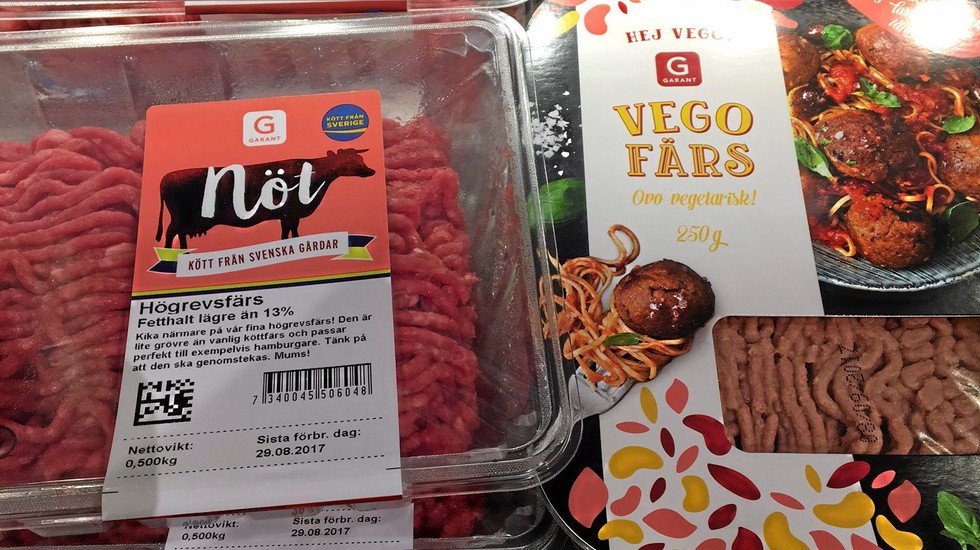 G
GARANT
KÖTT FRÅN
SVERIGE
Nöt
KÖTT FRÅN SVENSKA GÅRDAR
Högrevsfärs
Fetthalt lägre än 13%
Kika närmare på vår fina högrevsfärs! Den är
lite grövre än vanlig köttfärs och passar
perfekt till exempelvis hamburgare. Tänk på
att den ska genomstekas. Mums!
7 340045 506048
Nettovikt:
0,500kg
Sista förbr. dag:
29.08.2017
Nettovikt:
0,500kg
Sista förbr. dag:
29.08.2017
HEJ VEGO
G
GARANT
VEGO
FÄRS
Ovo vegetarisk!
250g